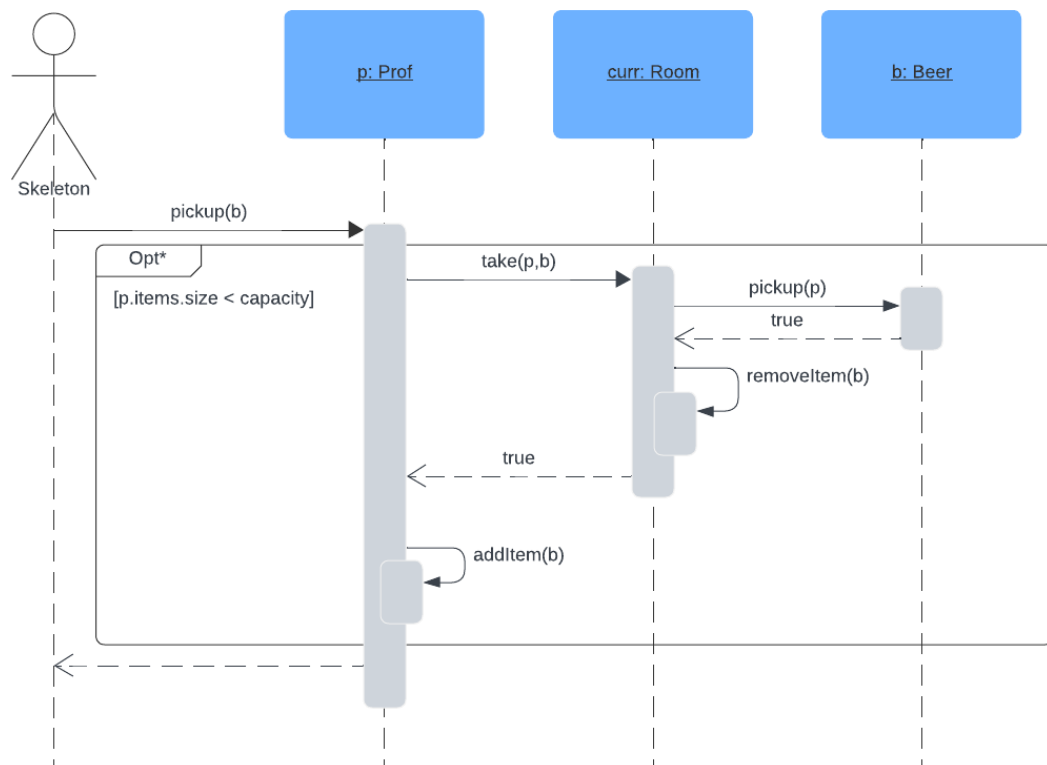 p: Prof
curr: Room
b: Beer
Skeleton
pickup(b)
Opt*
[p.items.size < capacity]
take(p,b)
pickup(p)
true
removeItem(b)
true
addItem(b)